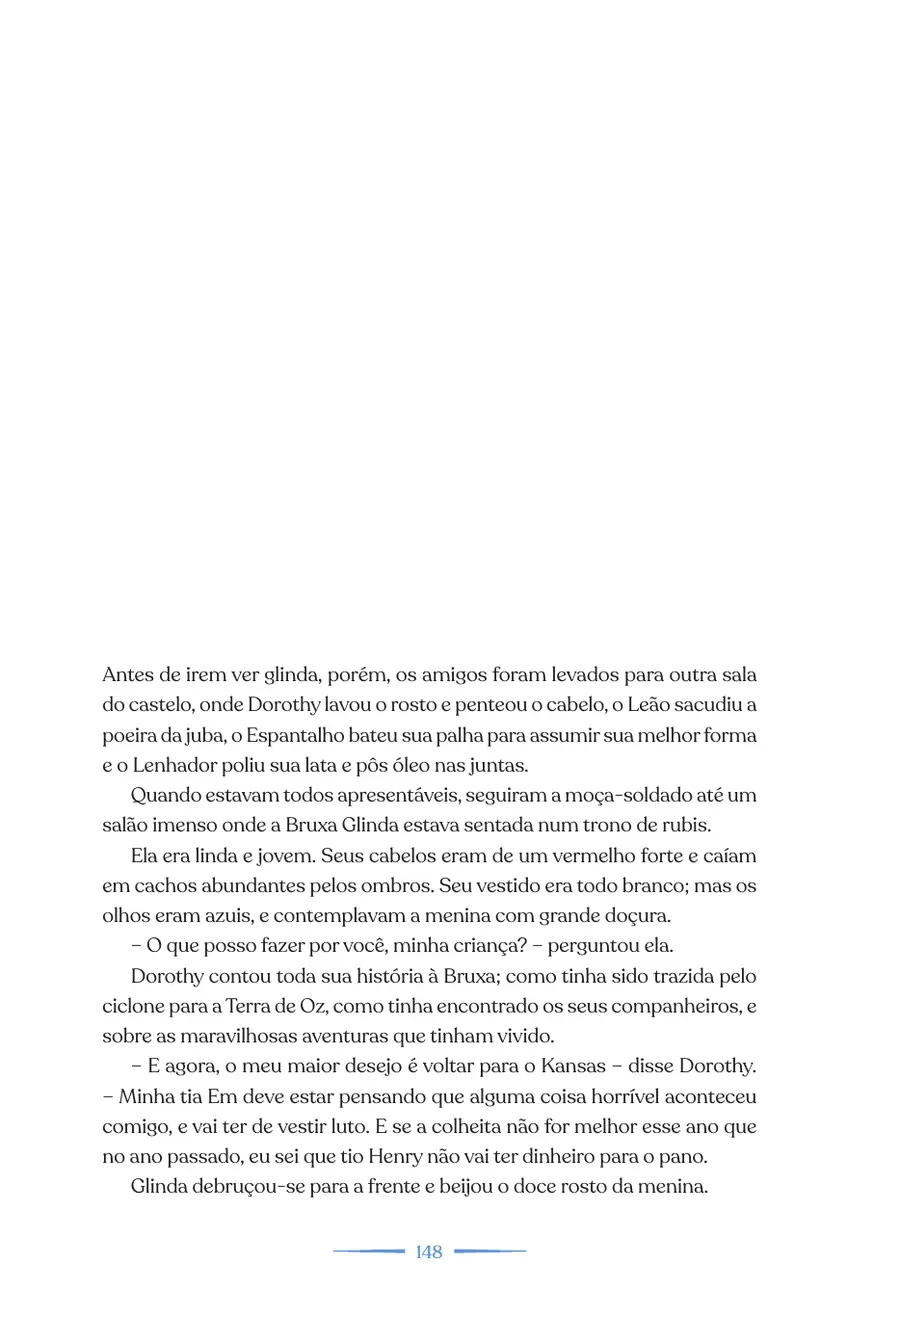 Antes de irem ver glinda, porém, os amigos foram levados para outra sala
do castelo, onde Dorothy lavou o rosto e penteou o cabelo, o Leão sacudiu a
poeira da juba, o Espantalho bateu sua palha para assumir sua melhor forma
e o Lenhador poliu sua lata e pôs óleo nas juntas.
Quando estavam todos apresentáveis, seguiram a moça-soldado até um
salão imenso onde a Bruxa Glinda estava sentada num trono de rubis.
Ela era linda e jovem. Seus cabelos eram de um vermelho forte e caíam
em cachos abundantes pelos ombros. Seu vestido era todo branco; mas os
olhos eram azuis, e contemplavam a menina com grande doçura.
– O que posso fazer por você, minha criança? – perguntou ela.
Dorothy contou toda sua história à Bruxa; como tinha sido trazida pelo
ciclone para a Terra de Oz, como tinha encontrado os seus companheiros, e
sobre as maravilhosas aventuras que tinham vivido.
– E agora, o meu maior desejo é voltar para o Kansas – disse Dorothy.
– Minha tia Em deve estar pensando que alguma coisa horrível aconteceu
comigo, e vai ter de vestir luto. E se a colheita não for melhor esse ano que
no ano passado, eu sei que tio Henry não vai ter dinheiro para o pano.
Glinda debruçou-se para a frente e beijou o doce rosto da menina.
148